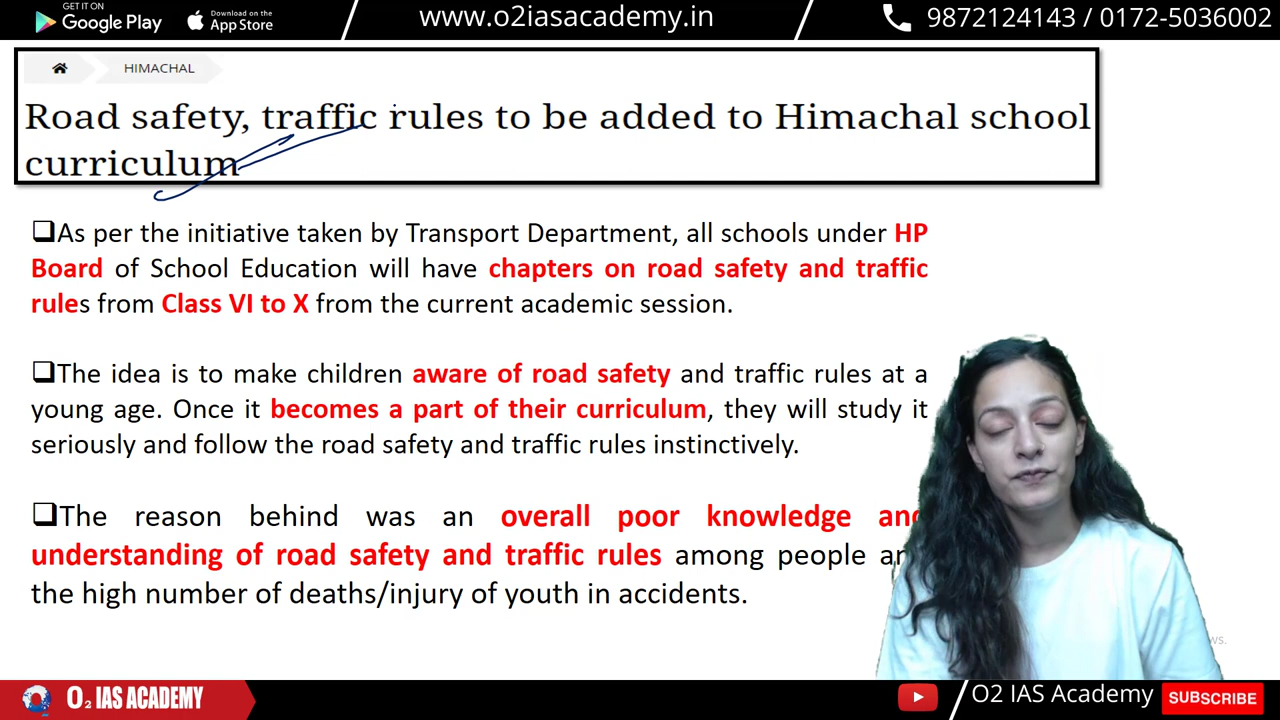 GET IT ON
Google Play
Download on the
App Store
www.o2iasacademy.in
9872124143 / 0172-5036002
HIMACHAL
Road safety, traffic rules to be added to Himachal school
curriculum
❑As per the initiative taken by Transport Department, all schools under HP
Board of School Education will have chapters on road safety and traffic
rules from Class VI to X from the current academic session.
❑The idea is to make children aware of road safety and traffic rules at a
young age. Once it becomes a part of their curriculum, they will study it
seriously and follow the road safety and traffic rules instinctively.
❑The reason behind was an overall poor knowledge and
understanding of road safety and traffic rules among people
the high number of deaths/injury of youth in accidents.
O₂ IAS ACADEMY
O2 IAS Academy
SUBSCRIBE